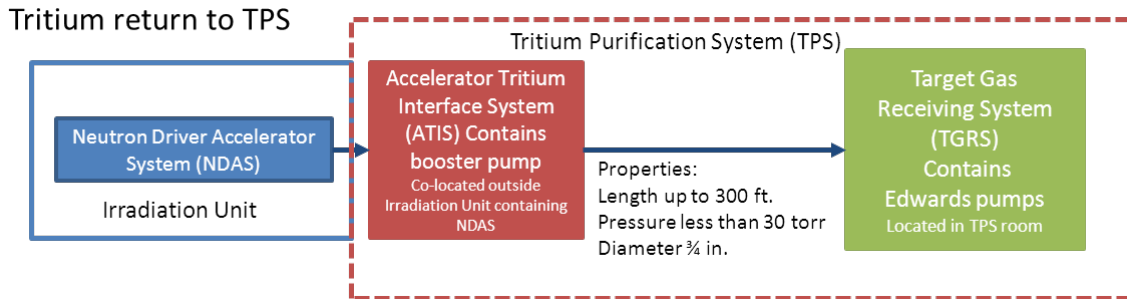 Tritium return to TPS
Tritium Purification System (TPS)
Neutron Driver Accelerator
System (NDAS)
Irradiation Unit
Accelerator Tritium
Interface System
(ATIS) Contains
booster pump
Co-located outside
Irradiation Unit containing
NDAS
Properties:
Length up to 300 ft.
Pressure less than 30 torr
Diameter ¾ in.
Target Gas
Receiving System
(TGRS)
Contains
Edwards pumps
Located in TPS room